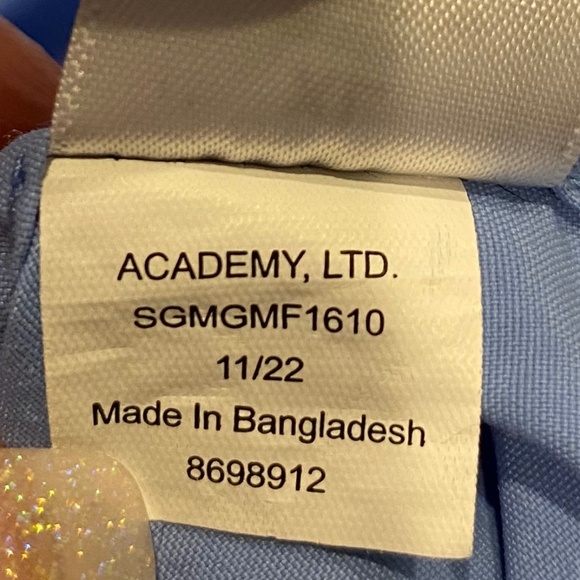 ACADEMY, LTD.
SGMGMF1610
11/22
Made In Bangladesh
8698912